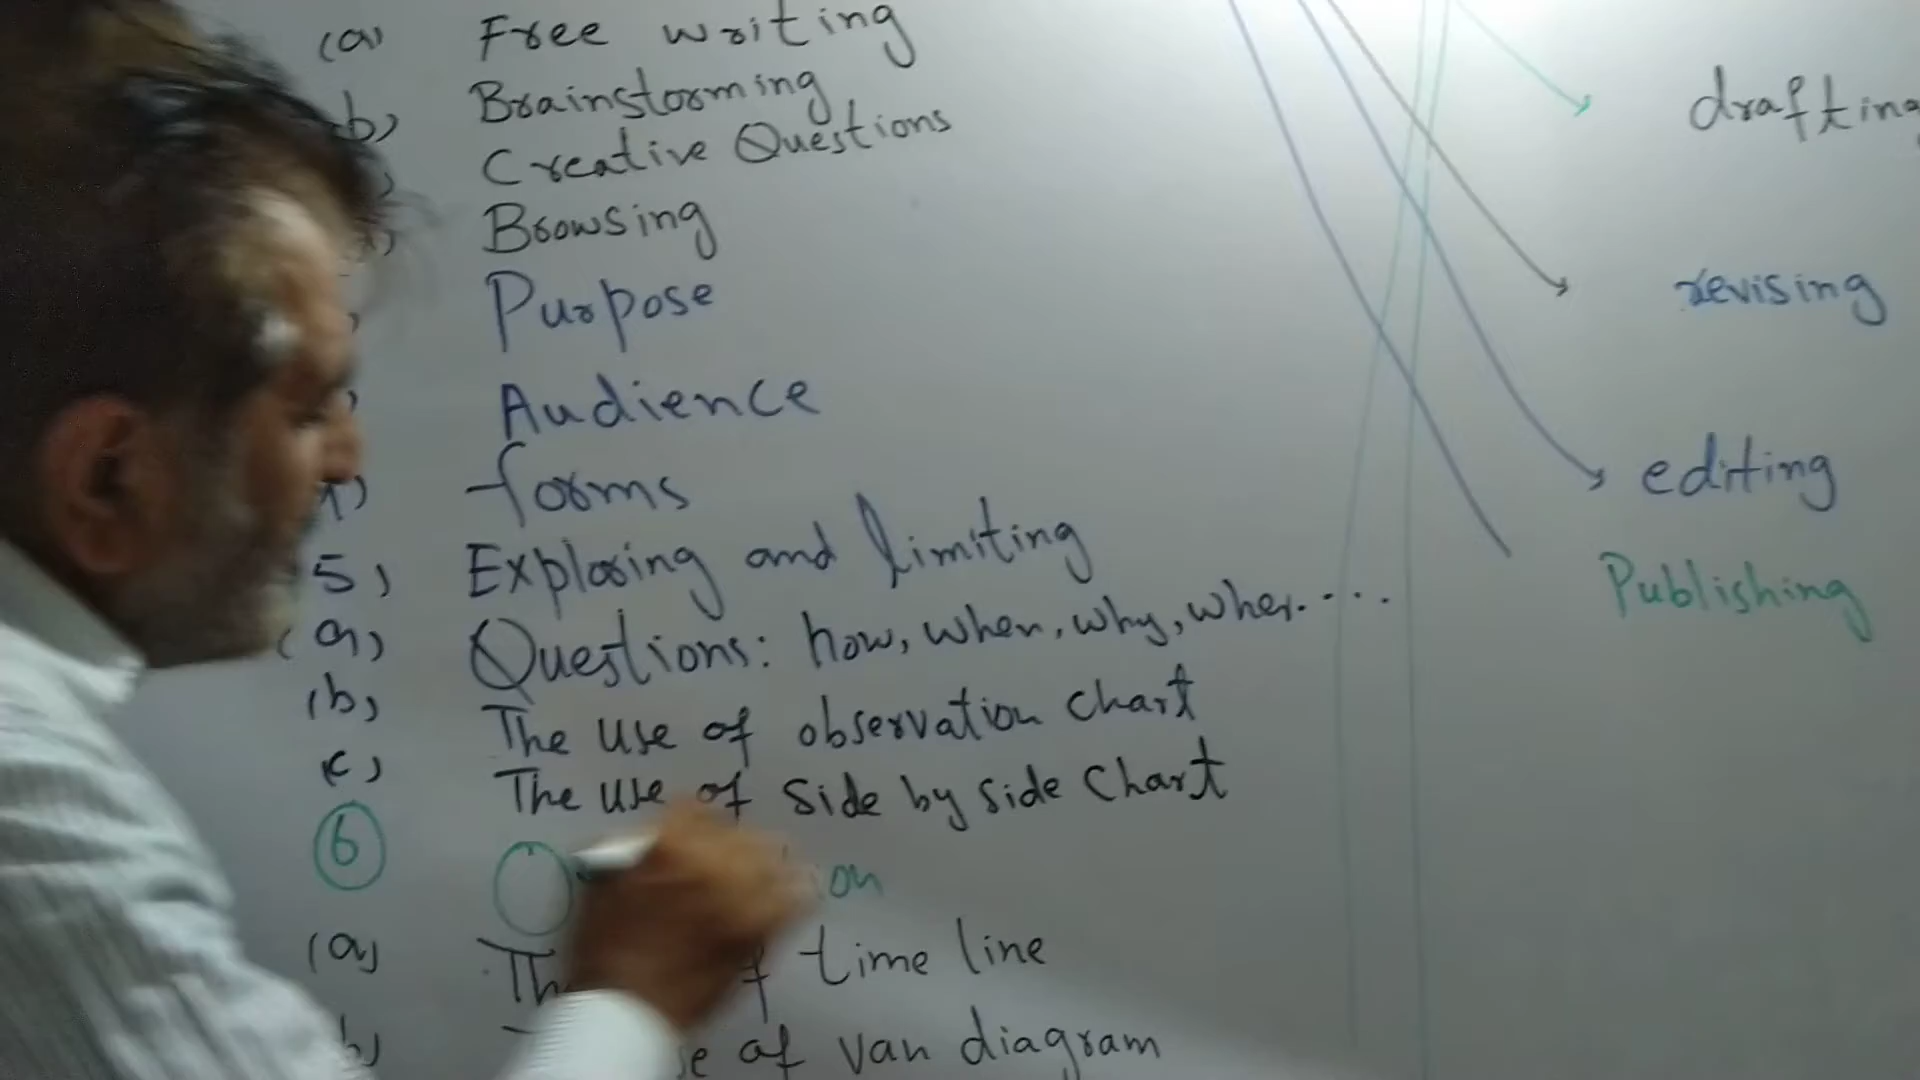 (a) Free writing
b) Brainstorming
Creative Questions
Browsing
Purpose
Audience
forms
5) Exploring and limiting
(a) Questions: how, when, why, wher....
(b) The use of observation chart
(c) The use of side by side chart
6
(a) of time line
b) of van diagram
drafting
revising
editing
Publishing